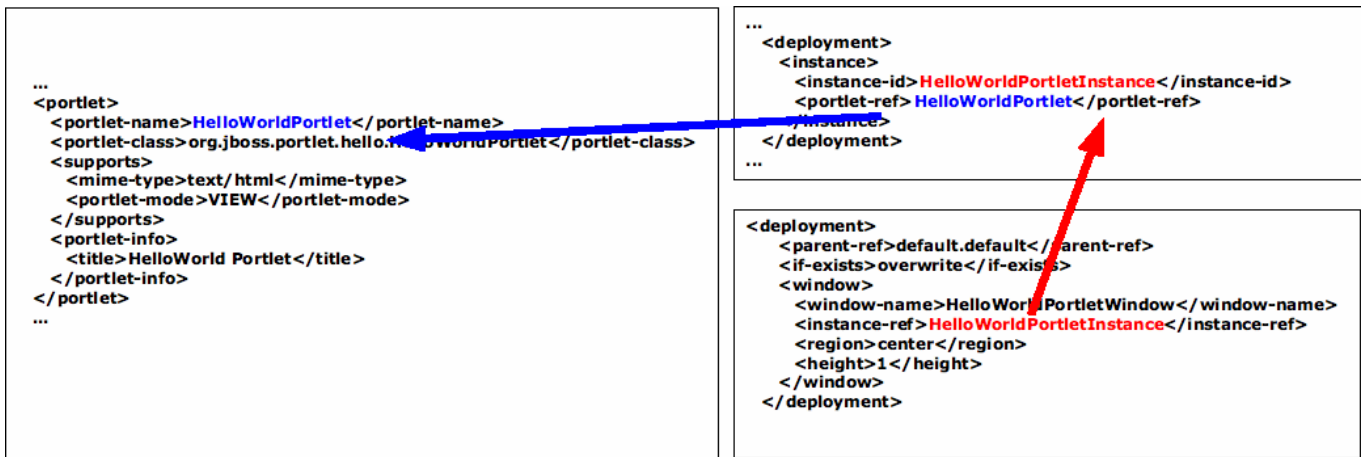 ...
<portlet>
<portlet-name>HelloWorldPortlet</portlet-name>
<portlet-class>org.jboss.portlet.hello.HelloWorldPortlet</portlet-class>
<supports>
<mime-type>text/html</mime-type>
<portlet-mode>VIEW</portlet-mode>
</supports>
<portlet-info>
<title>HelloWorld Portlet</title>
</portlet-info>
</portlet>
...
...
<deployment>
<instance>
<instance-id>HelloWorldPortletInstance</instance-id>
<portlet-ref>HelloWorldPortlet</portlet-ref>
</instance>
</deployment>
...
<deployment>
<parent-ref>default.default</parent-ref>
<if-exists>overwrite</if-exists>
<window>
<window-name>HelloWorldPortletWindow</window-name>
<instance-ref>HelloWorldPortletInstance</instance-ref>
<region>center</region>
<height>1</height>
</window>
</deployment>